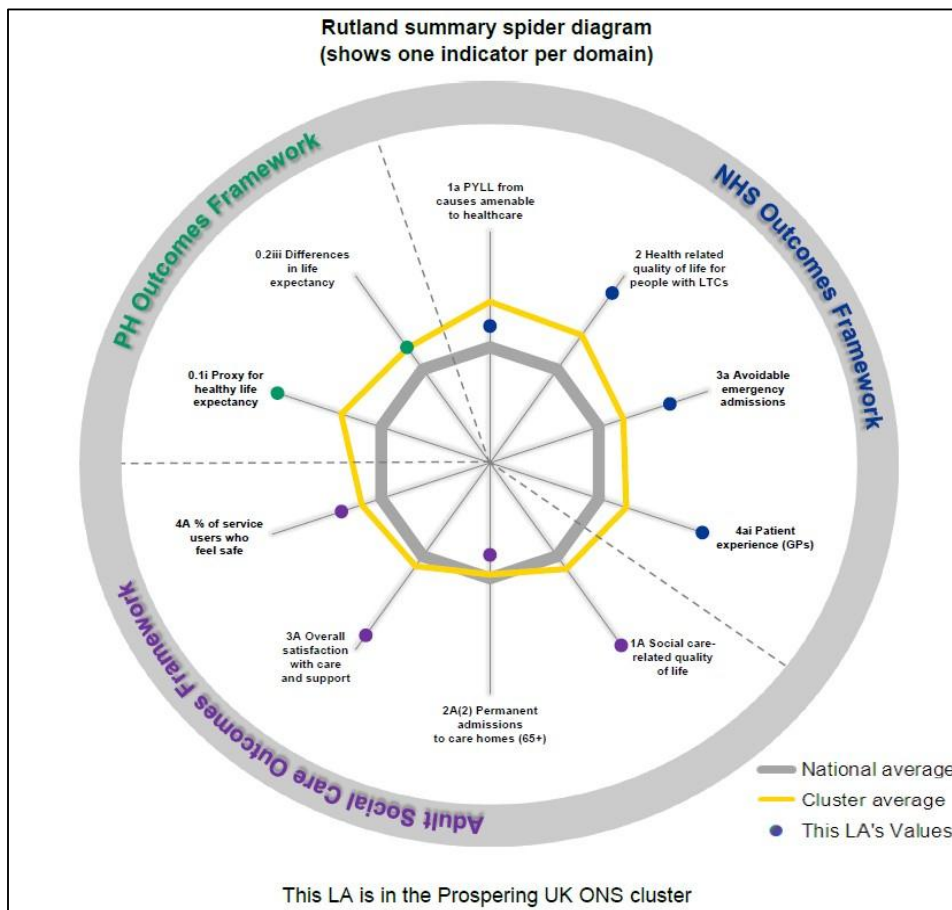 Rutland summary spider diagram
(shows one indicator per domain)
PH Outcomes Framework
NHS Outcomes Framework
Adult Social Care Outcomes Framework
1a PYLL from
causes amenable
to healthcare
2 Health related
quality of life for
people with LTCs
3a Avoidable
emergency
admissions
4ai Patient
experience (GPs)
1A Social care-
related quality
of life
2A(2) Permanent
admissions
to care homes (65+)
3A Overall
satisfaction
with care
and support
4A % of service
users who
feel safe
0.1i Proxy for
healthy life
expectancy
0.2iii Differences
in life
expectancy
National average
Cluster average
This LA's Values
This LA is in the Prospering UK ONS cluster